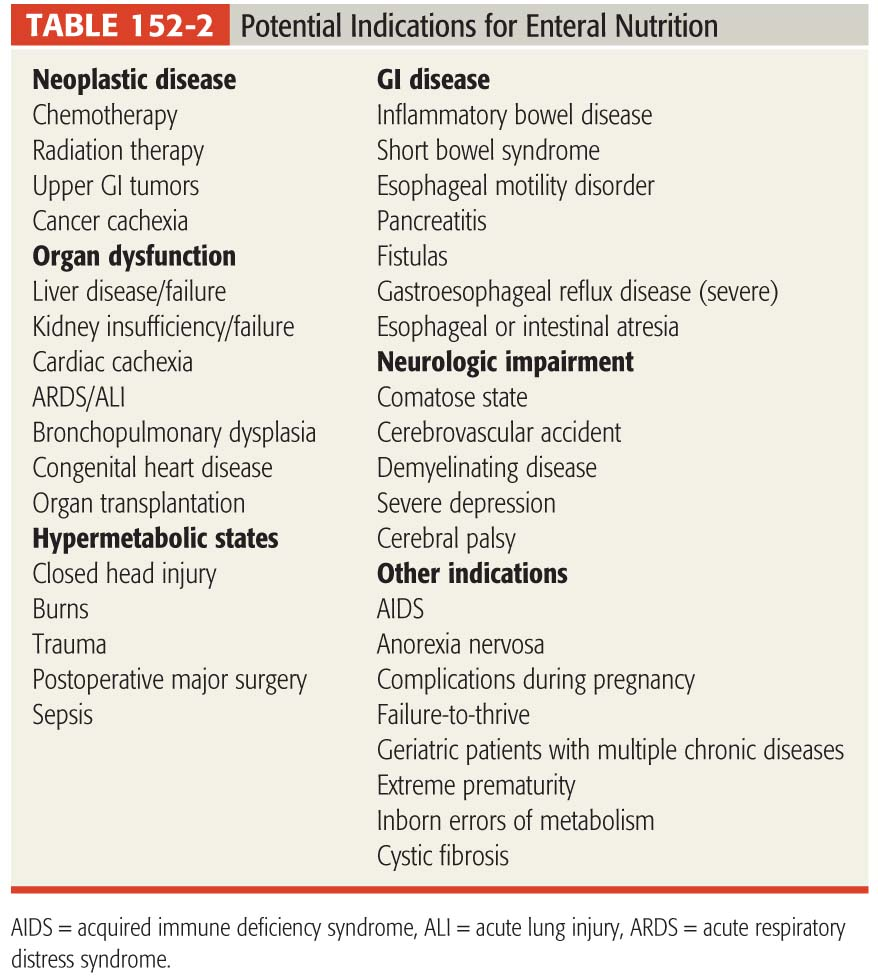 TABLE 152-2 Potential Indications for Enteral Nutrition
Neoplastic disease
Chemotherapy
Radiation therapy
Upper GI tumors
Cancer cachexia
Organ dysfunction
Liver disease/failure
Kidney insufficiency/failure
Cardiac cachexia
ARDS/ALI
Bronchopulmonary dysplasia
Congenital heart disease
Organ transplantation
Hypermetabolic states
Closed head injury
Burns
Trauma
Postoperative major surgery
Sepsis
GI disease
Inflammatory bowel disease
Short bowel syndrome
Esophageal motility disorder
Pancreatitis
Fistulas
Gastroesophageal reflux disease (severe)
Esophageal or intestinal atresia
Neurologic impairment
Comatose state
Cerebrovascular accident
Demyelinating disease
Severe depression
Cerebral palsy
Other indications
AIDS
Anorexia nervosa
Complications during pregnancy
Failure-to-thrive
Geriatric patients with multiple chronic diseases
Extreme prematurity
Inborn errors of metabolism
Cystic fibrosis
AIDS = acquired immune deficiency syndrome, ALI = acute lung injury, ARDS = acute respiratory
distress syndrome.